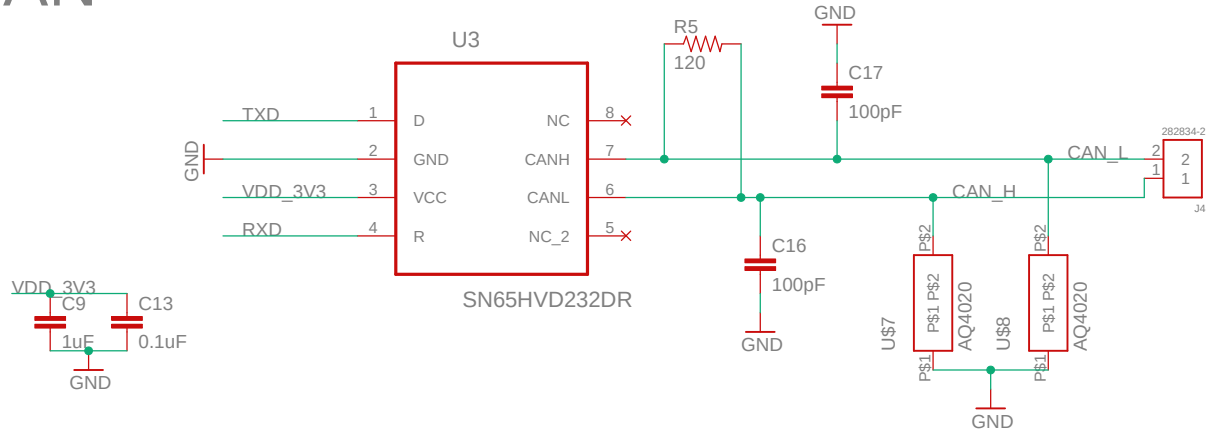 AN
U3
TXD
GND
VDD_3V3
RXD
1
2
3
4
D
GND
VCC
R
NC
CANH
CANL
NC_2
8
7
6
5
SN65HVD232DR
R5
120
GND
C17
100pF
C16
100pF
GND
CAN_L
CAN_H
282834-2
2
1
2
1
J4
P$2
P$1 P$2
P$1
U$7
AQ4020
P$2
P$1 P$2
P$1
U$8
AQ4020
GND
VDD_3V3
C9
1uF
C13
0.1uF
GND